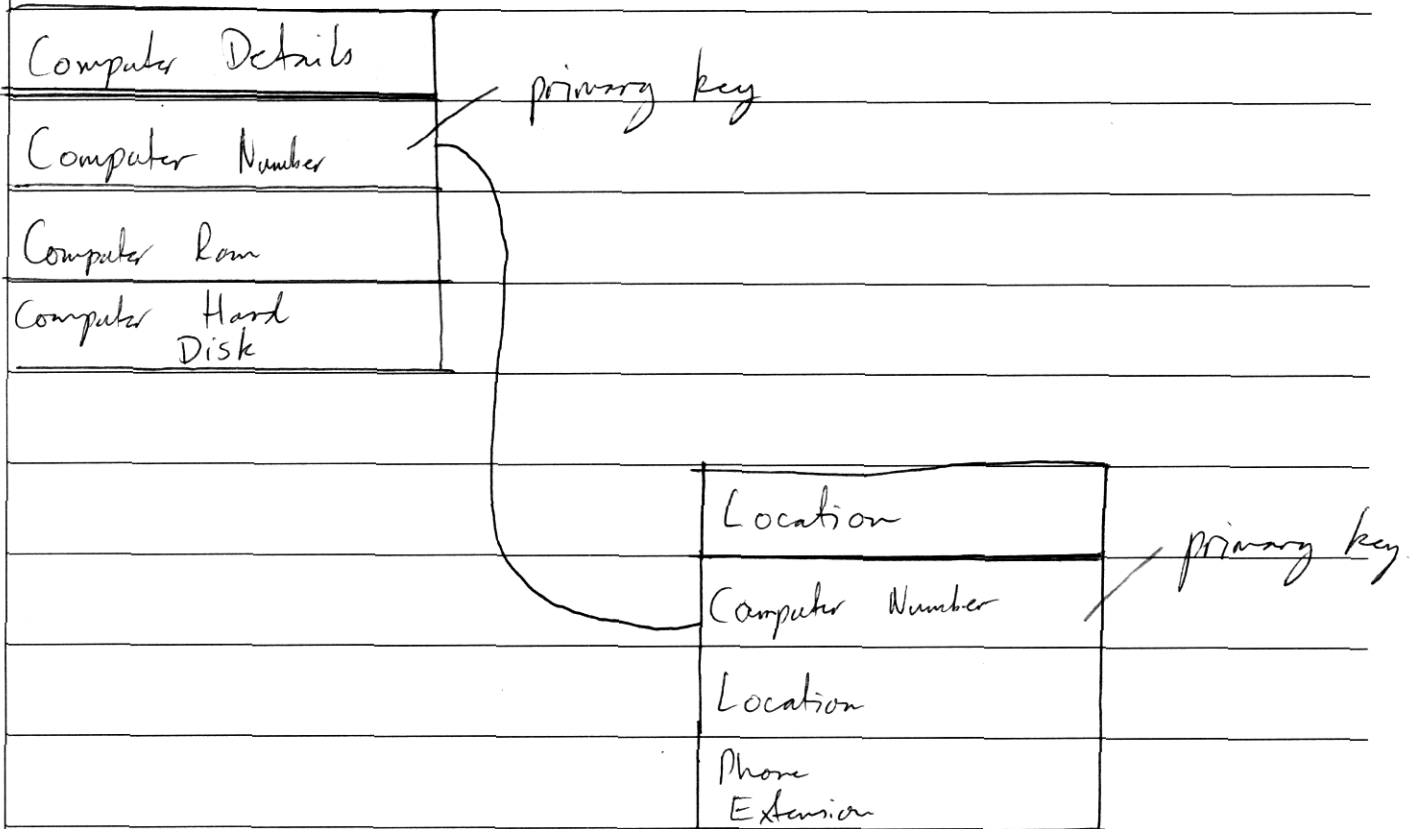 Computer Details
primary key
Computer Number
Computer Ram
Computer Hard
Disk
Location
primary key
Computer Number
Location
Phone
Extension